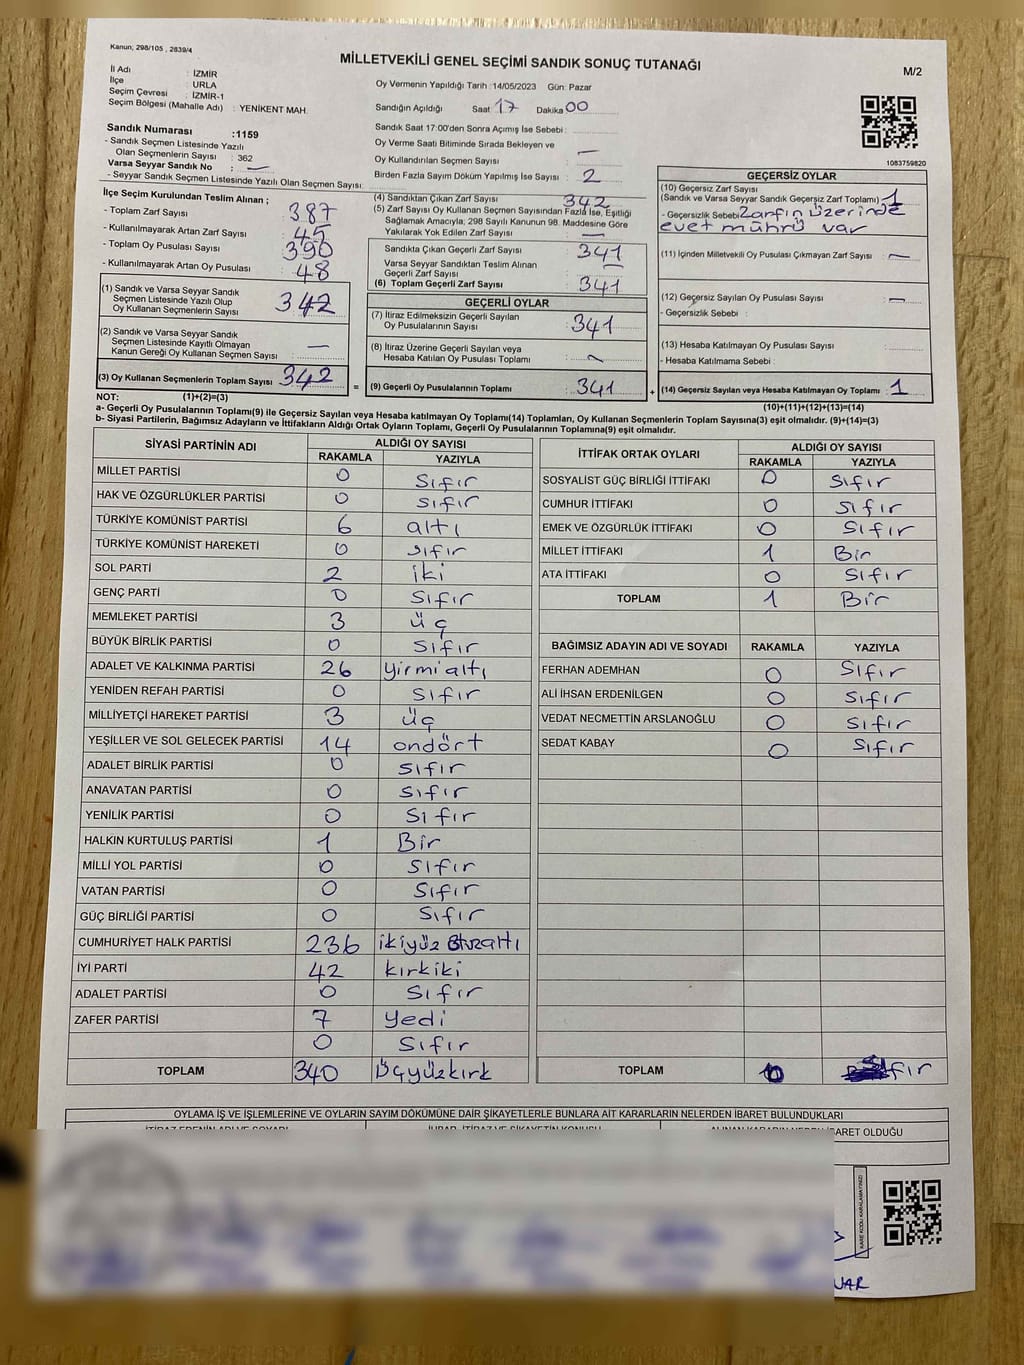 Kanun; 298/105 , 2839/4
MİLLETVEKİLİ GENEL SEÇİMİ SANDIK SONUÇ TUTANAĞI
M/2
İl Adı : İZMİR
İlçe : URLA
Seçim Çevresi : İZMİR-1
Seçim Bölgesi (Mahalle Adı) : YENİKENT MAH.
Sandık Numarası :1159
- Sandık Seçmen Listesinde Yazılı
Olan Seçmenlerin Sayısı : 362
Varsa Seyyar Sandık No : —
- Seyyar Sandık Seçmen Listesinde Yazılı Olan Seçmen Sayısı:
Oy Vermenin Yapıldığı Tarih :14/05/2023 Gün: Pazar
Sandığın Açıldığı Saat 17 Dakika 00
Sandık Saat 17:00'den Sonra Açımış İse Sebebi :
Oy Verme Saati Bitiminde Sırada Bekleyen ve
Oy Kullandırılan Seçmen Sayısı : —
Birden Fazla Sayım Döküm Yapılmış İse Sayısı : 2
1083759820
İlçe Seçim Kurulundan Teslim Alınan ;
- Toplam Zarf Sayısı : 387
- Kullanılmayarak Artan Zarf Sayısı : 45
- Toplam Oy Pusulası Sayısı : 390
- Kullanılmayarak Artan Oy Pusulası : 48
(1) Sandık ve Varsa Seyyar Sandık
Seçmen Listesinde Yazılı Olup
Oy Kullanan Seçmenlerin Sayısı : 342
(2) Sandık ve Varsa Seyyar Sandık
Seçmen Listesinde Kayıtlı Olmayan
Kanun Gereği Oy Kullanan Seçmen Sayısı : —
(3) Oy Kullanan Seçmenlerin Toplam Sayısı : 342
(4) Sandıktan Çıkan Zarf Sayısı : 342
(5) Zarf Sayısı Oy Kullanan Seçmen Sayısından Fazla İse, Eşitliği
Sağlamak Amacıyla, 298 Sayılı Kanunun 98. Maddesine Göre
Yakılarak Yok Edilen Zarf Sayısı : —
Sandıkta Çıkan Geçerli Zarf Sayısı : 341
Varsa Seyyar Sandıktan Teslim Alınan
Geçerli Zarf Sayısı : —
(6) Toplam Geçerli Zarf Sayısı : 341
GEÇERLİ OYLAR
(7) İtiraz Edilmeksizin Geçerli Sayılan
Oy Pusulalarının Sayısı : 341
(8) İtiraz Üzerine Geçerli Sayılan veya
Hesaba Katılan Oy Pusulası Toplamı : —
= (9) Geçerli Oy Pusulalarının Toplamı : 341
GEÇERSİZ OYLAR
(10) Geçersiz Zarf Sayısı
(Sandık ve Varsa Seyyar Sandık Geçersiz Zarf Toplamı) : 1
- Geçersizlik Sebebi : Zarfın üzerinde
evet mührü var
(11) İçinden Milletvekili Oy Pusulası Çıkmayan Zarf Sayısı : —
(12) Geçersiz Sayılan Oy Pusulası Sayısı : —
- Geçersizlik Sebebi :
(13) Hesaba Katılmayan Oy Pusulası Sayısı :
- Hesaba Katılmama Sebebi :
+ (14) Geçersiz Sayılan veya Hesaba Katılmayan Oy Toplamı : 1
NOT: (1)+(2)=(3)
(10)+(11)+(12)+(13)=(14)
a- Geçerli Oy Pusulalarının Toplamı(9) ile Geçersiz Sayılan veya Hesaba katılmayan Oy Toplamı(14) Toplamları, Oy Kullanan Seçmenlerin Toplam Sayısına(3) eşit olmalıdır. (9)+(14)=(3)
b- Siyasi Partilerin, Bağımsız Adayların ve İttifakların Aldığı Ortak Oyların Toplamı, Geçerli Oy Pusulalarının Toplamına(9) eşit olmalıdır.
SİYASİ PARTİNİN ADI ALDIĞI OY SAYISI
RAKAMLA YAZIYLA
MİLLET PARTİSİ 0 Sıfır
HAK VE ÖZGÜRLÜKLER PARTİSİ 0 Sıfır
TÜRKİYE KOMÜNİST PARTİSİ 6 altı
TÜRKİYE KOMÜNİST HAREKETİ 0 sıfır
SOL PARTİ 2 iki
GENÇ PARTİ 0 Sıfır
MEMLEKET PARTİSİ 3 üç
BÜYÜK BİRLİK PARTİSİ 0 Sıfır
ADALET VE KALKINMA PARTİSİ 26 yirmialtı
YENİDEN REFAH PARTİSİ 0 Sıfır
MİLLİYETÇİ HAREKET PARTİSİ 3 üç
YEŞİLLER VE SOL GELECEK PARTİSİ 14 ondört
ADALET BİRLİK PARTİSİ 0 Sıfır
ANAVATAN PARTİSİ 0 Sıfır
YENİLİK PARTİSİ 0 Sıfır
HALKIN KURTULUŞ PARTİSİ 1 Bir
MİLLİ YOL PARTİSİ 0 Sıfır
VATAN PARTİSİ 0 Sıfır
GÜÇ BİRLİĞİ PARTİSİ 0 Sıfır
CUMHURİYET HALK PARTİSİ 236 ikiyüz otuzaltı
İYİ PARTİ 42 kırkiki
ADALET PARTİSİ 0 Sıfır
ZAFER PARTİSİ 7 yedi
0 Sıfır
TOPLAM 340 üçyüzkırk
İTTİFAK ORTAK OYLARI ALDIĞI OY SAYISI
RAKAMLA YAZIYLA
SOSYALİST GÜÇ BİRLİĞİ İTTİFAKI 0 Sıfır
CUMHUR İTTİFAKI 0 Sıfır
EMEK VE ÖZGÜRLÜK İTTİFAKI 0 Sıfır
MİLLET İTTİFAKI 1 Bir
ATA İTTİFAKI 0 Sıfır
TOPLAM 1 Bir
BAĞIMSIZ ADAYIN ADI VE SOYADI RAKAMLA YAZIYLA
FERHAN ADEMHAN 0 Sıfır
ALİ İHSAN ERDENİLGEN 0 Sıfır
VEDAT NECMETTİN ARSLANOĞLU 0 Sıfır
SEDAT KABAY 0 Sıfır
TOPLAM 0 Sıfır
OYLAMA İŞ VE İŞLEMLERİNE VE OYLARIN SAYIM DÖKÜMÜNE DAİR ŞİKAYETLERLE BUNLARA AİT KARARLARIN NELERDEN İBARET BULUNDUKLARI
İBARET OLDUĞU
KARE KODU KARALAMAYINIZ!